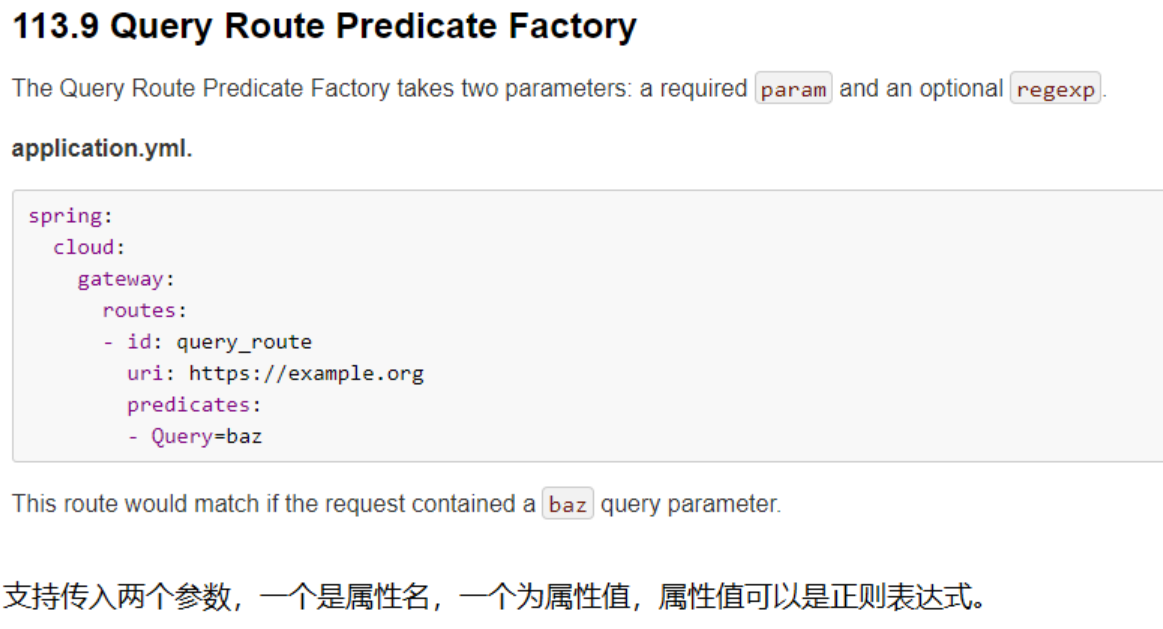 113.9 Query Route Predicate Factory
The Query Route Predicate Factory takes two parameters: a required param and an optional regexp.
application.yml.
spring:
  cloud:
    gateway:
      routes:
      - id: query_route
        uri: https://example.org
        predicates:
        - Query=baz
This route would match if the request contained a baz query parameter.
支持传入两个参数，一个是属性名，一个为属性值，属性值可以是正则表达式。